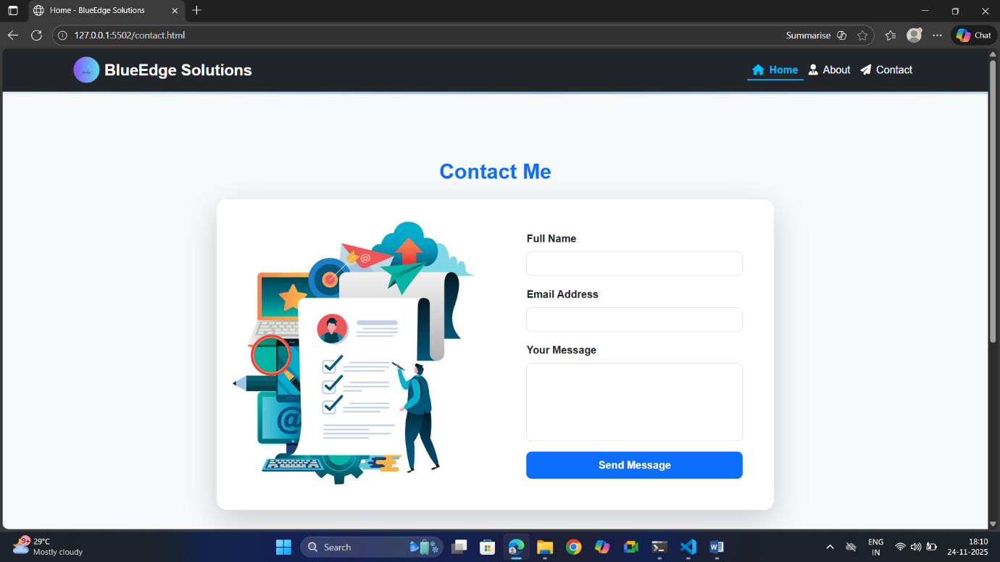 Home - BlueEdge Solutions
127.0.0.1:5502/contact.html
Summarise
Chat
BlueEdge Solutions
Home
About
Contact
Contact Me
@
@
Full Name
Email Address
Your Message
Send Message
9+
29°C
Mostly cloudy
Search
ENG
IN
18:10
24-11-2025